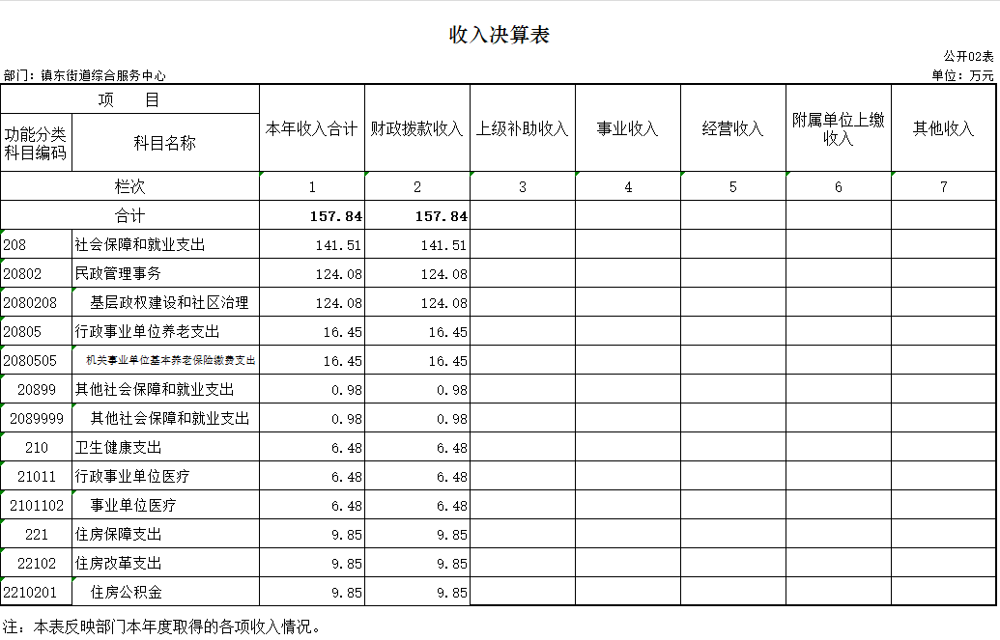 收入决算表
公开02表
部门：镇东街道综合服务中心 单位：万元
项 目 本年收入合计 财政拨款收入 上级补助收入 事业收入 经营收入 附属单位上缴收入 其他收入
功能分类科目编码 科目名称
栏次 1 2 3 4 5 6 7
合计 157.84 157.84
208 社会保障和就业支出 141.51 141.51
20802 民政管理事务 124.08 124.08
2080208 基层政权建设和社区治理 124.08 124.08
20805 行政事业单位养老支出 16.45 16.45
2080505 机关事业单位基本养老保险缴费支出 16.45 16.45
20899 其他社会保障和就业支出 0.98 0.98
2089999 其他社会保障和就业支出 0.98 0.98
210 卫生健康支出 6.48 6.48
21011 行政事业单位医疗 6.48 6.48
2101102 事业单位医疗 6.48 6.48
221 住房保障支出 9.85 9.85
22102 住房改革支出 9.85 9.85
2210201 住房公积金 9.85 9.85
注：本表反映部门本年度取得的各项收入情况。